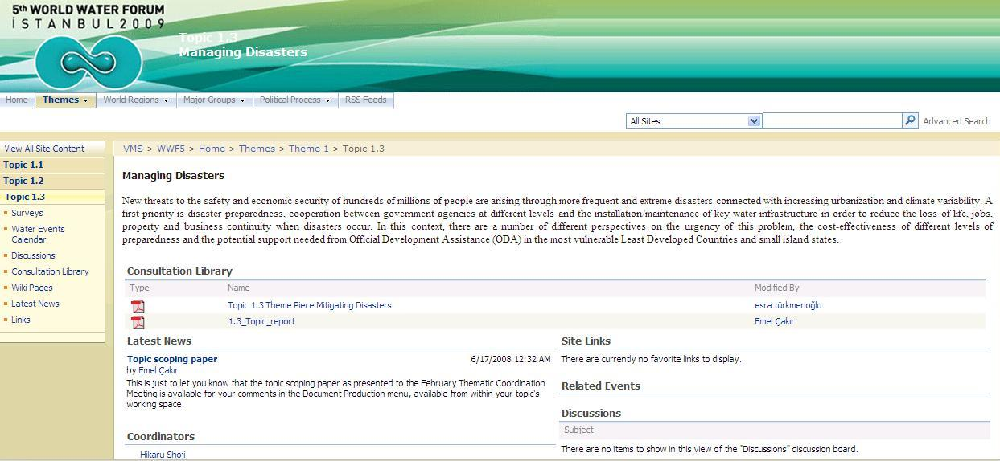 5th WORLD WATER FORUM
İSTANBUL2009
Topic 1.3
Managing Disasters
Home
Themes
World Regions
Major Groups
Political Process
RSS Feeds
All Sites
Advanced Search
View All Site Content
Topic 1.1
Topic 1.2
Topic 1.3
Surveys
Water Events
Calendar
Discussions
Consultation Library
Wiki Pages
Latest News
Links
VMS > WWF5 > Home > Themes > Theme 1 > Topic 1.3
Managing Disasters
New threats to the safety and economic security of hundreds of millions of people are arising through more frequent and extreme disasters connected with increasing urbanization and climate variability. A
first priority is disaster preparedness, cooperation between government agencies at different levels and the installation/maintenance of key water infrastructure in order to reduce the loss of life, jobs,
property and business continuity when disasters occur. In this context, there are a number of different perspectives on the urgency of this problem, the cost-effectiveness of different levels of
preparedness and the potential support needed from Official Development Assistance (ODA) in the most vulnerable Least Developed Countries and small island states.
Consultation Library
Type Name Modified By
Topic 1.3 Theme Piece Mitigating Disasters esra türkmenoğlu
1.3_Topic_report Emel Çakır
Latest News
Topic scoping paper 6/17/2008 12:32 AM
by Emel Çakır
This is just to let you know that the topic scoping paper as presented to the February Thematic Coordination
Meeting is available for your comments in the Document Production menu, available from within your topic's
working space.
Coordinators
Hikaru Shoji
Site Links
There are currently no favorite links to display.
Related Events
Discussions
Subject
There are no items to show in this view of the "Discussions" discussion board.